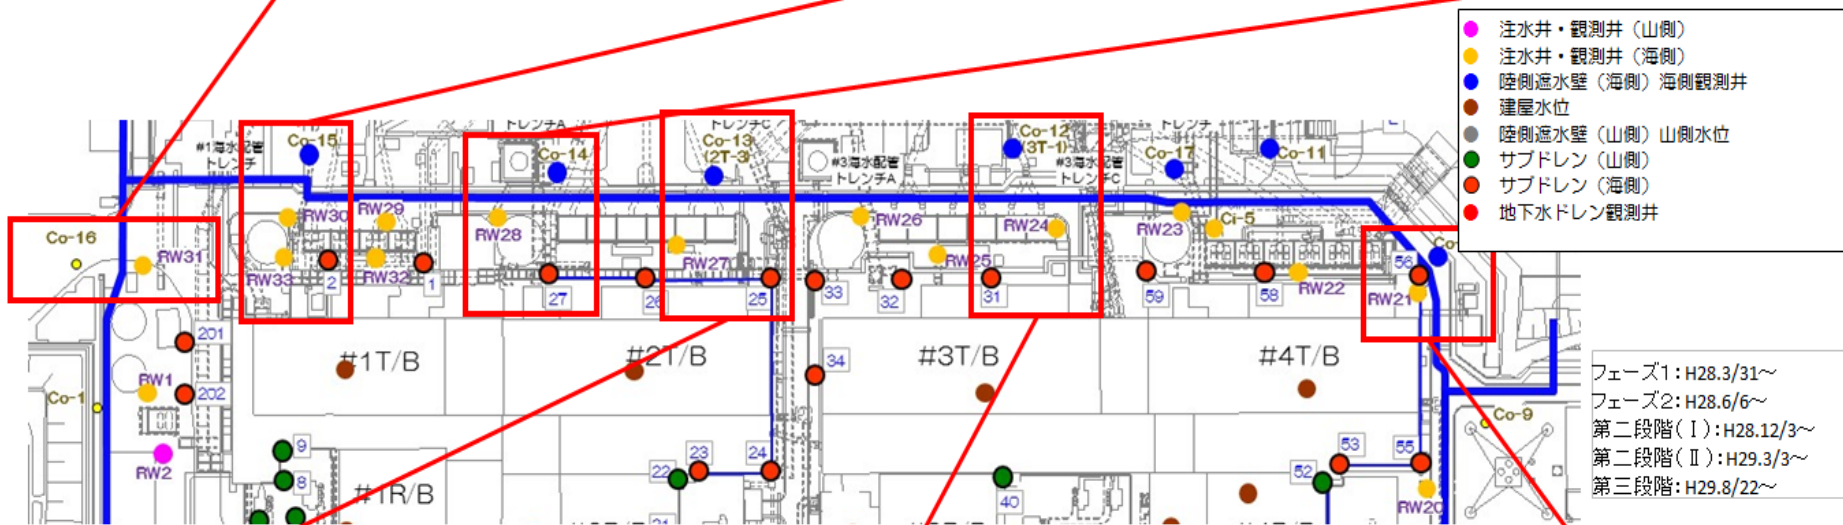 注水井・観測井（山側）
注水井・観測井（海側）
陸側遮水壁（海側）海側観測井
建屋水位
陸側遮水壁（山側）山側水位
サブドレン（山側）
サブドレン（海側）
地下水ドレン観測井
トレンチA
トレンチC
トレンチ
Co-15
#1海水配管
トレンチ
Co-14
Co-13
(2T-3)
#3海水配管
トレンチA
Co-12
(3T-1)
#3海水配管
トレンチC
Co-17
Co-11
Co-16
RW31
RW30
RW29
RW28
RW27
RW26
RW25
RW24
RW23
Ci-5
RW22
RW21
RW33
RW32
2
1
27
26
25
33
32
31
59
58
56
201
202
34
#1T/B
#2T/B
#3T/B
#4T/B
RW1
Co-1
RW2
9
8
#1R/B
22
23
24
40
52
53
55
RW20
Co-9
フェーズ1：H28.3/31～
フェーズ2：H28.6/6～
第二段階(Ⅰ)：H28.12/3～
第二段階(Ⅱ)：H29.3/3～
第三段階：H29.8/22～